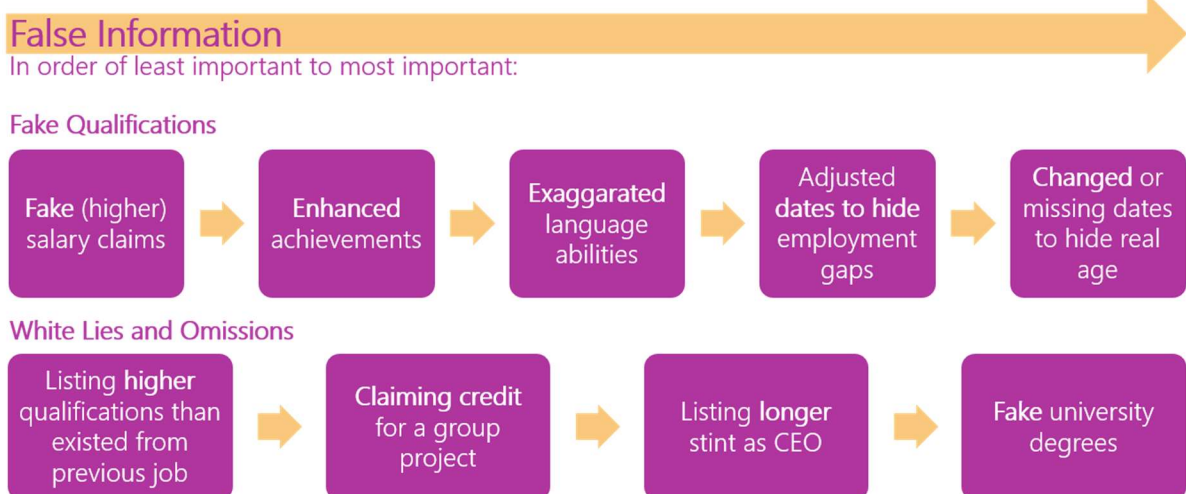 False Information
In order of least important to most important:
Fake Qualifications
Fake (higher)
salary claims
Enhanced
achievements
Exaggarated
language
abilities
Adjusted
dates to hide
employment
gaps
Changed or
missing dates
to hide real
age
White Lies and Omissions
Listing higher
qualifications than
existed from
previous job
Claiming credit
for a group
project
Listing longer
stint as CEO
Fake university
degrees